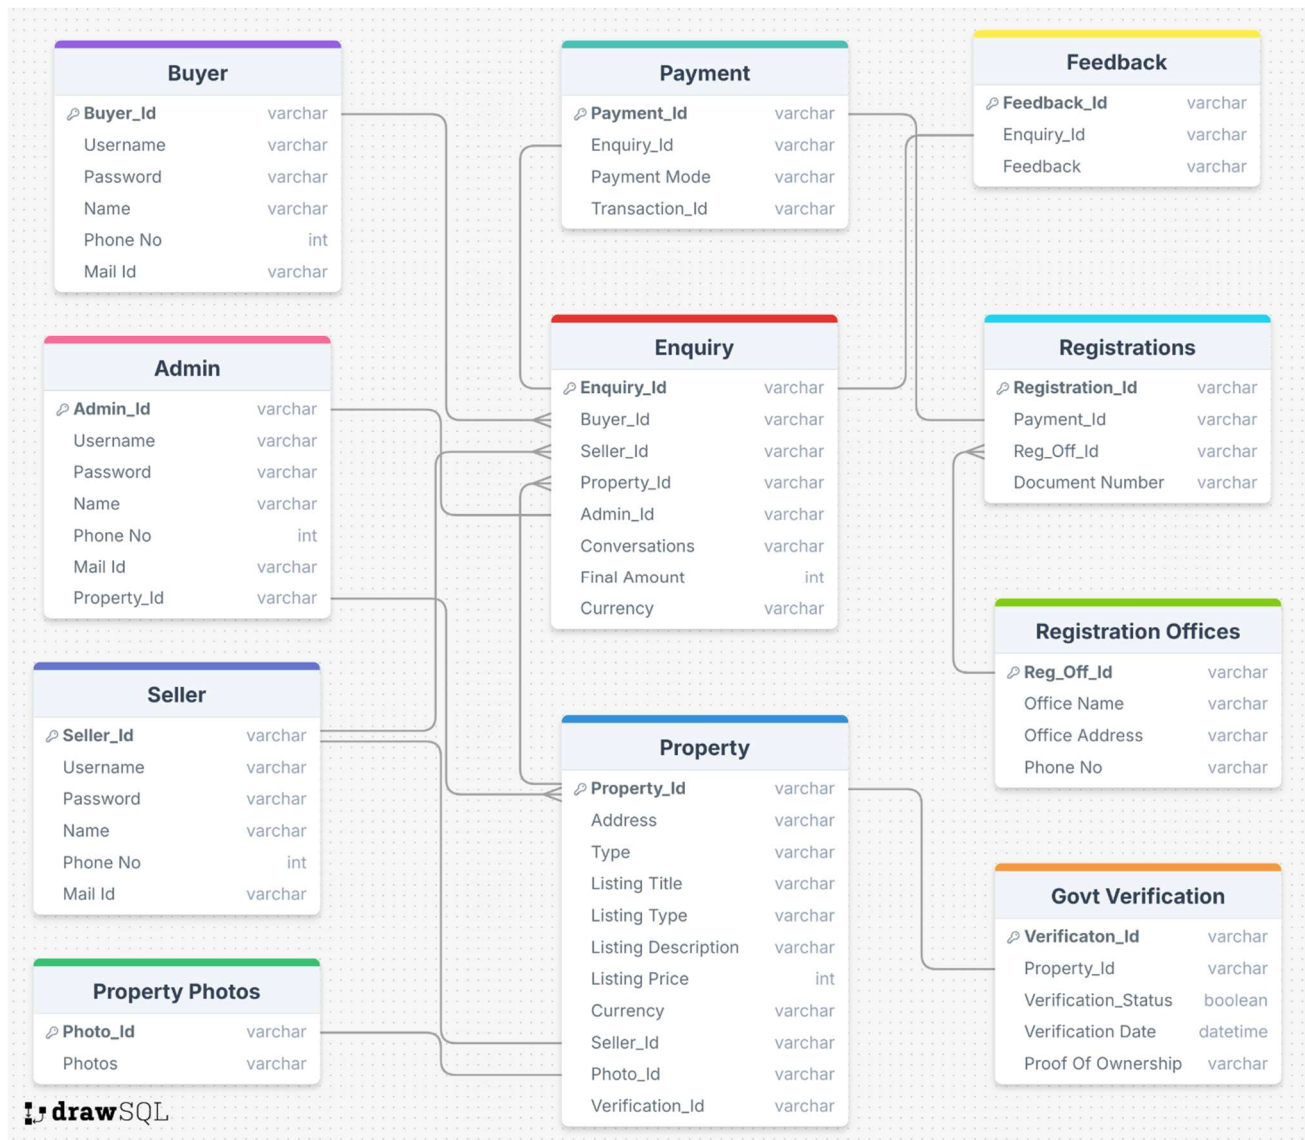 Buyer
Buyer_Id varchar
Username varchar
Password varchar
Name varchar
Phone No int
Mail Id varchar
Payment
Payment_Id varchar
Enquiry_Id varchar
Payment Mode varchar
Transaction_Id varchar
Feedback
Feedback_Id varchar
Enquiry_Id varchar
Feedback varchar
Admin
Admin_Id varchar
Username varchar
Password varchar
Name varchar
Phone No int
Mail Id varchar
Property_Id varchar
Enquiry
Enquiry_Id varchar
Buyer_Id varchar
Seller_Id varchar
Property_Id varchar
Admin_Id varchar
Conversations varchar
Final Amount int
Currency varchar
Registrations
Registration_Id varchar
Payment_Id varchar
Reg_Off_Id varchar
Document Number varchar
Registration Offices
Reg_Off_Id varchar
Office Name varchar
Office Address varchar
Phone No varchar
Seller
Seller_Id varchar
Username varchar
Password varchar
Name varchar
Phone No int
Mail Id varchar
Property
Property_Id varchar
Address varchar
Type varchar
Listing Title varchar
Listing Type varchar
Listing Description varchar
Listing Price int
Currency varchar
Seller_Id varchar
Photo_Id varchar
Verification_Id varchar
Govt Verification
Verificaton_Id varchar
Property_Id varchar
Verification_Status boolean
Verification Date datetime
Proof Of Ownership varchar
Property Photos
Photo_Id varchar
Photos varchar
drawSQL